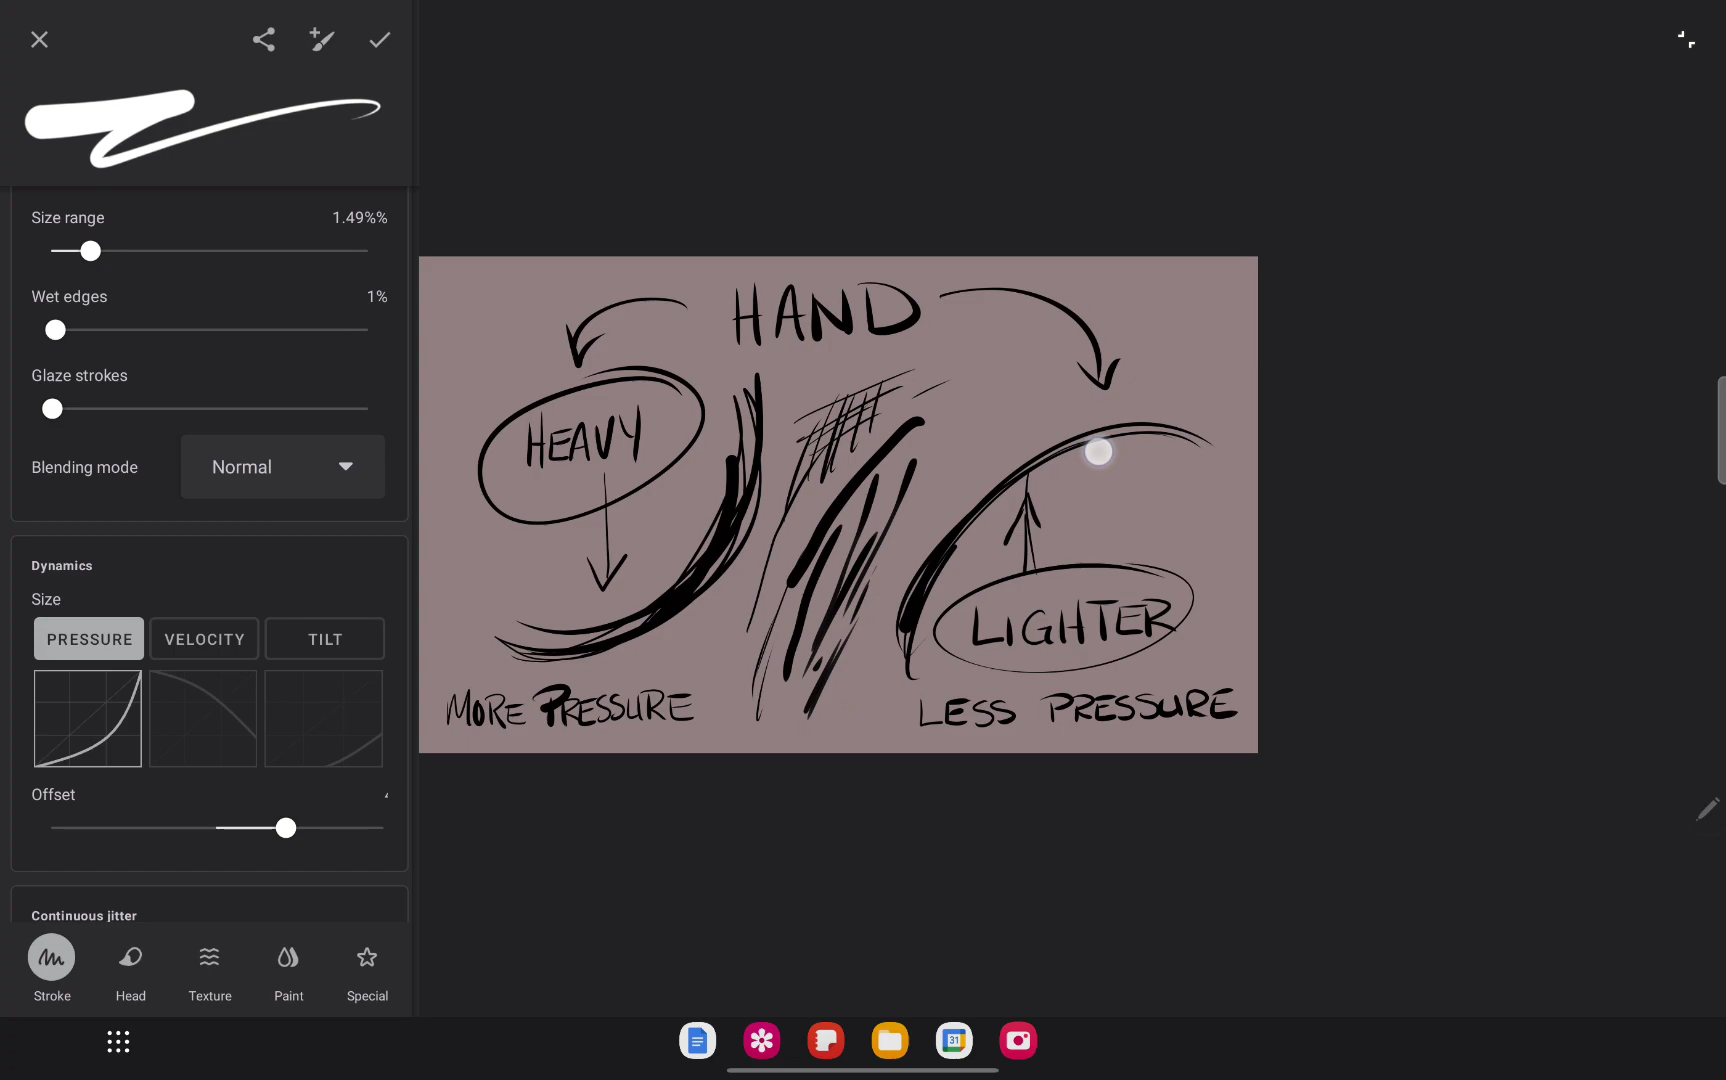 Size range 1.49%%
Wet edges 1%
Glaze strokes
Blending mode Normal
Dynamics
Size
PRESSURE VELOCITY TILT
Offset
Continuous jitter
Stroke Head Texture Paint Special
HAND
HEAVY
LIGHTER
MORE PRESSURE
LESS PRESSURE
31